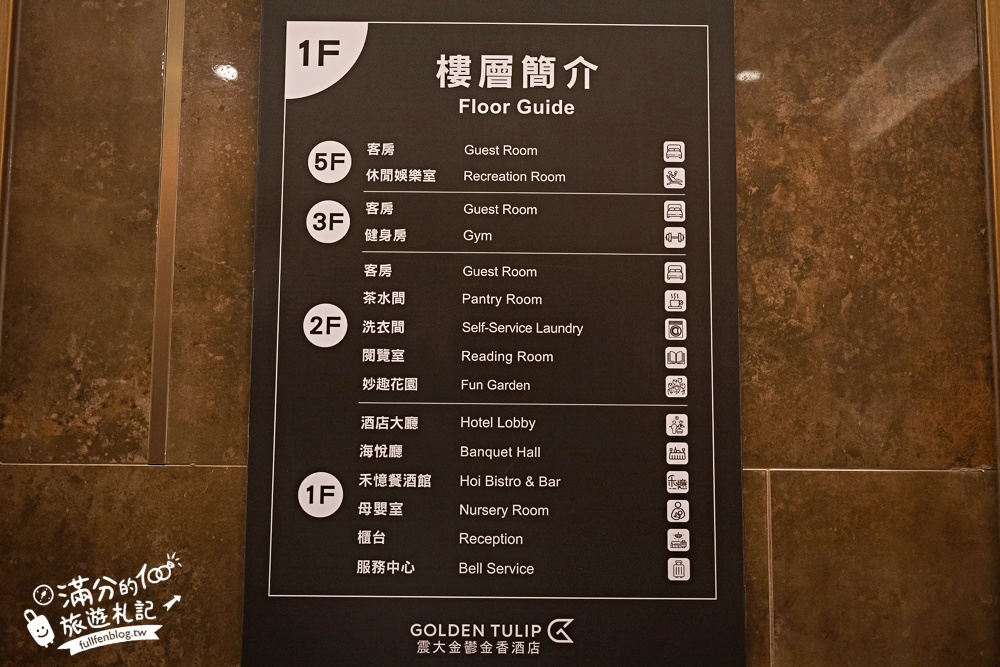 1F
樓層簡介
Floor Guide
5F
客房 Guest Room
休閒娛樂室 Recreation Room
3F
客房 Guest Room
健身房 Gym
2F
客房 Guest Room
茶水間 Pantry Room
洗衣間 Self-Service Laundry
閱覽室 Reading Room
妙趣花園 Fun Garden
1F
酒店大廳 Hotel Lobby
海悅廳 Banquet Hall
禾憶餐酒館 Hoi Bistro & Bar
母嬰室 Nursery Room
櫃台 Reception
服務中心 Bell Service
GOLDEN TULIP
震大金鬱金香酒店
滿分的100
旅遊札記
fullfenblog.tw